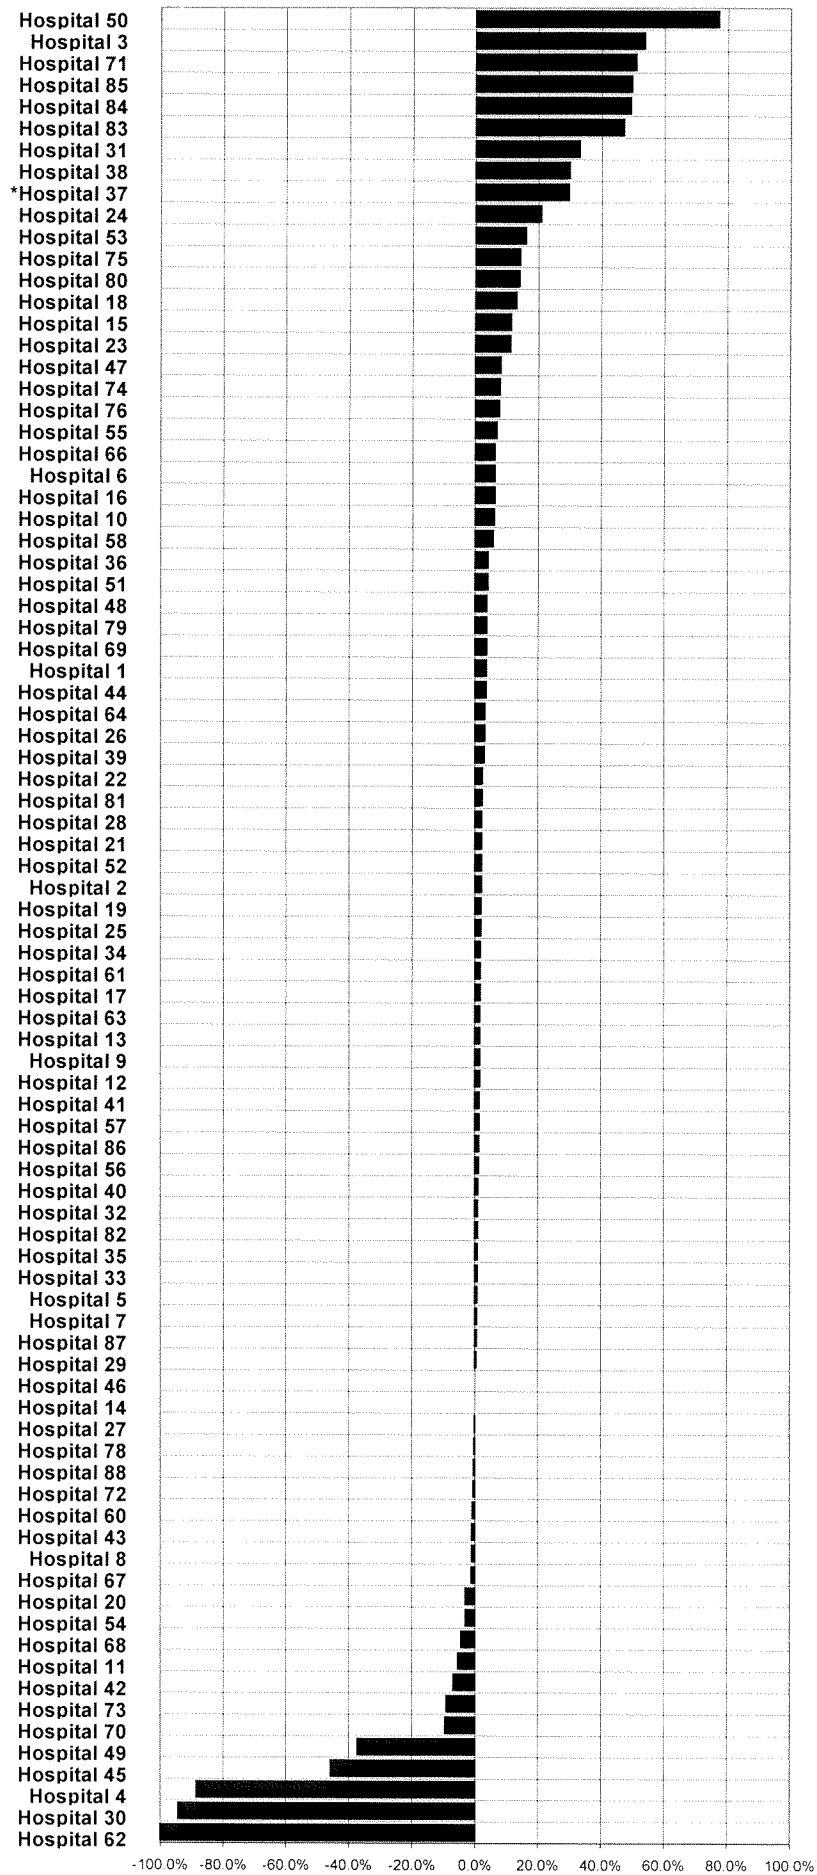 Hospital 50
Hospital 3
Hospital 71
Hospital 85
Hospital 84
Hospital 83
Hospital 31
Hospital 38
*Hospital 37
Hospital 24
Hospital 53
Hospital 75
Hospital 80
Hospital 18
Hospital 15
Hospital 23
Hospital 47
Hospital 74
Hospital 76
Hospital 55
Hospital 66
Hospital 6
Hospital 16
Hospital 10
Hospital 58
Hospital 36
Hospital 51
Hospital 48
Hospital 79
Hospital 69
Hospital 1
Hospital 44
Hospital 64
Hospital 26
Hospital 39
Hospital 22
Hospital 81
Hospital 28
Hospital 21
Hospital 52
Hospital 2
Hospital 19
Hospital 25
Hospital 34
Hospital 61
Hospital 17
Hospital 63
Hospital 13
Hospital 9
Hospital 12
Hospital 41
Hospital 57
Hospital 86
Hospital 56
Hospital 40
Hospital 32
Hospital 82
Hospital 35
Hospital 33
Hospital 5
Hospital 7
Hospital 87
Hospital 29
Hospital 46
Hospital 14
Hospital 27
Hospital 78
Hospital 88
Hospital 72
Hospital 60
Hospital 43
Hospital 8
Hospital 67
Hospital 20
Hospital 54
Hospital 68
Hospital 11
Hospital 42
Hospital 73
Hospital 70
Hospital 49
Hospital 45
Hospital 4
Hospital 30
Hospital 62
-100.0% -80.0% -60.0% -40.0% -20.0% 0.0% 20.0% 40.0% 60.0% 80.0% 100.0%